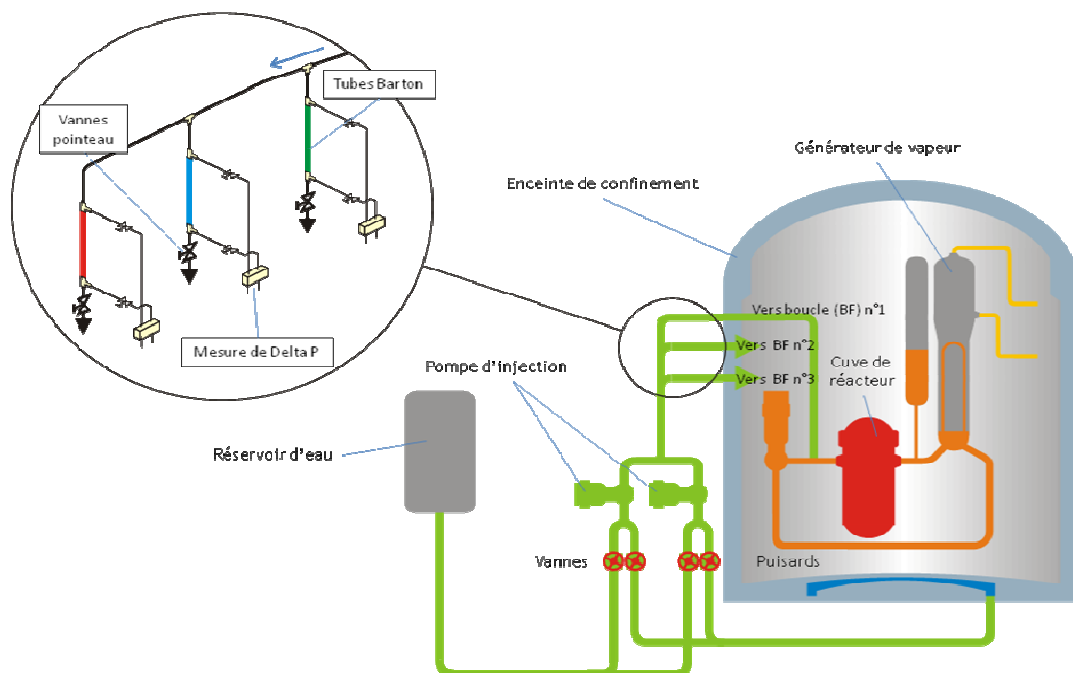 Tubes Barton
Vannes
pointeau
Mesure de Delta P
Générateur de vapeur
Enceinte de confinement
Vers boucle (BF) n°1
Vers BF n°2
Vers BF n°3
Cuve de
réacteur
Pompe d'injection
Réservoir d'eau
Vannes
Puisards